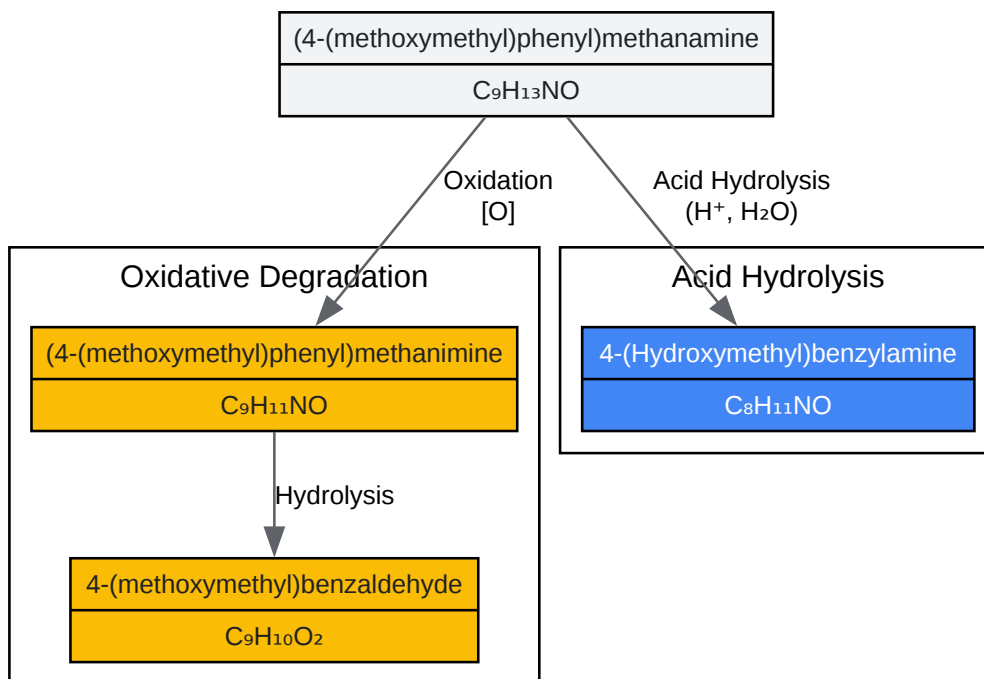 (4-(methoxymethyl)phenyl)methanamine
C₉H₁₃NO
Oxidation
[O]
Acid Hydrolysis
(H⁺, H₂O)
Oxidative Degradation
(4-(methoxymethyl)phenyl)methanimine
C₉H₁₁NO
Hydrolysis
4-(methoxymethyl)benzaldehyde
C₉H₁₀O₂
Acid Hydrolysis
4-(Hydroxymethyl)benzylamine
C₈H₁₁NO